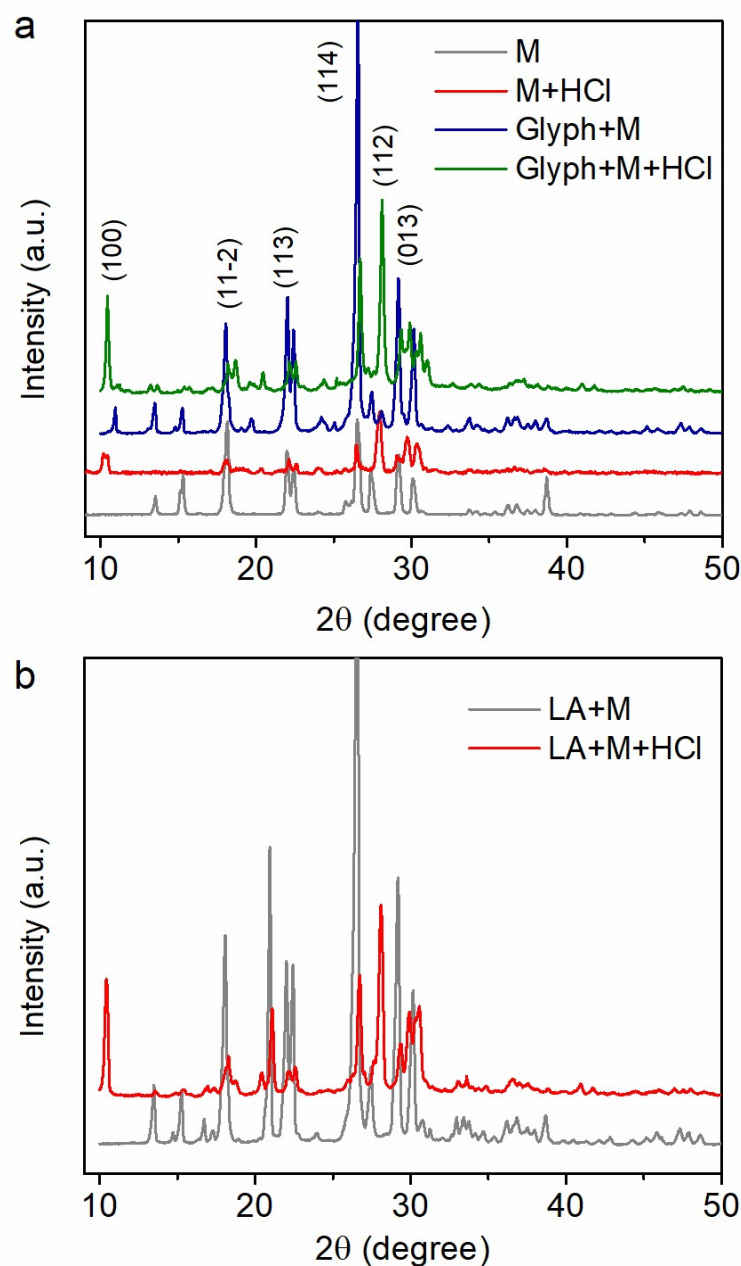 a
M
M+HCl
Glyph+M
Glyph+M+HCl
(100)
(11-2)
(113)
(114)
(112)
(013)
Intensity (a.u.)
10 20 30 40 50
2θ (degree)
b
LA+M
LA+M+HCl
Intensity (a.u.)
10 20 30 40 50
2θ (degree)